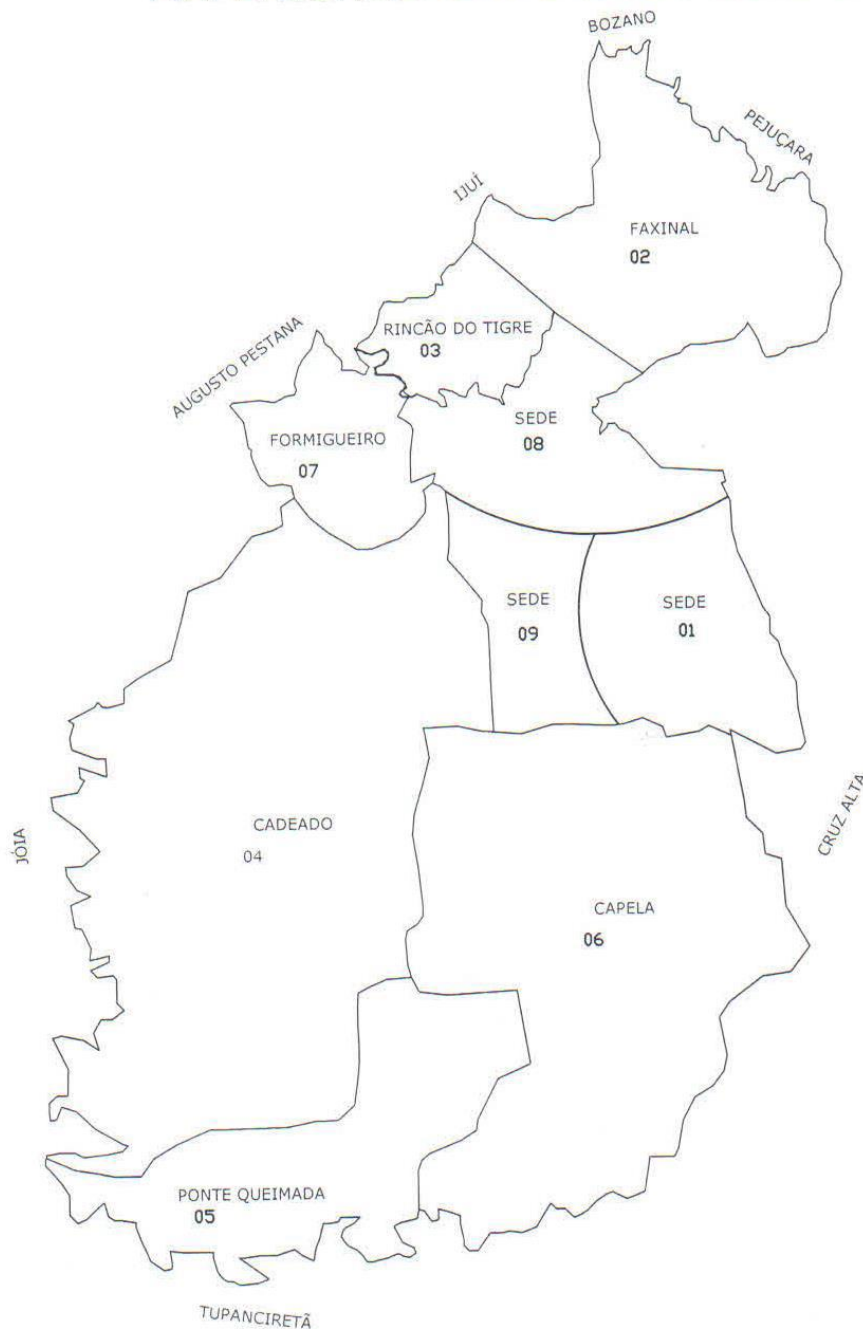 BOZANO
PEJUÇARA
IJUÍ
FAXINAL
02
AUGUSTO PESTANA
RINCÃO DO TIGRE
03
SEDE
08
FORMIGUEIRO
07
SEDE
09
SEDE
01
CRUZ ALTA
JÓIA
CADEADO
04
CAPELA
06
PONTE QUEIMADA
05
TUPANCIRETÃ